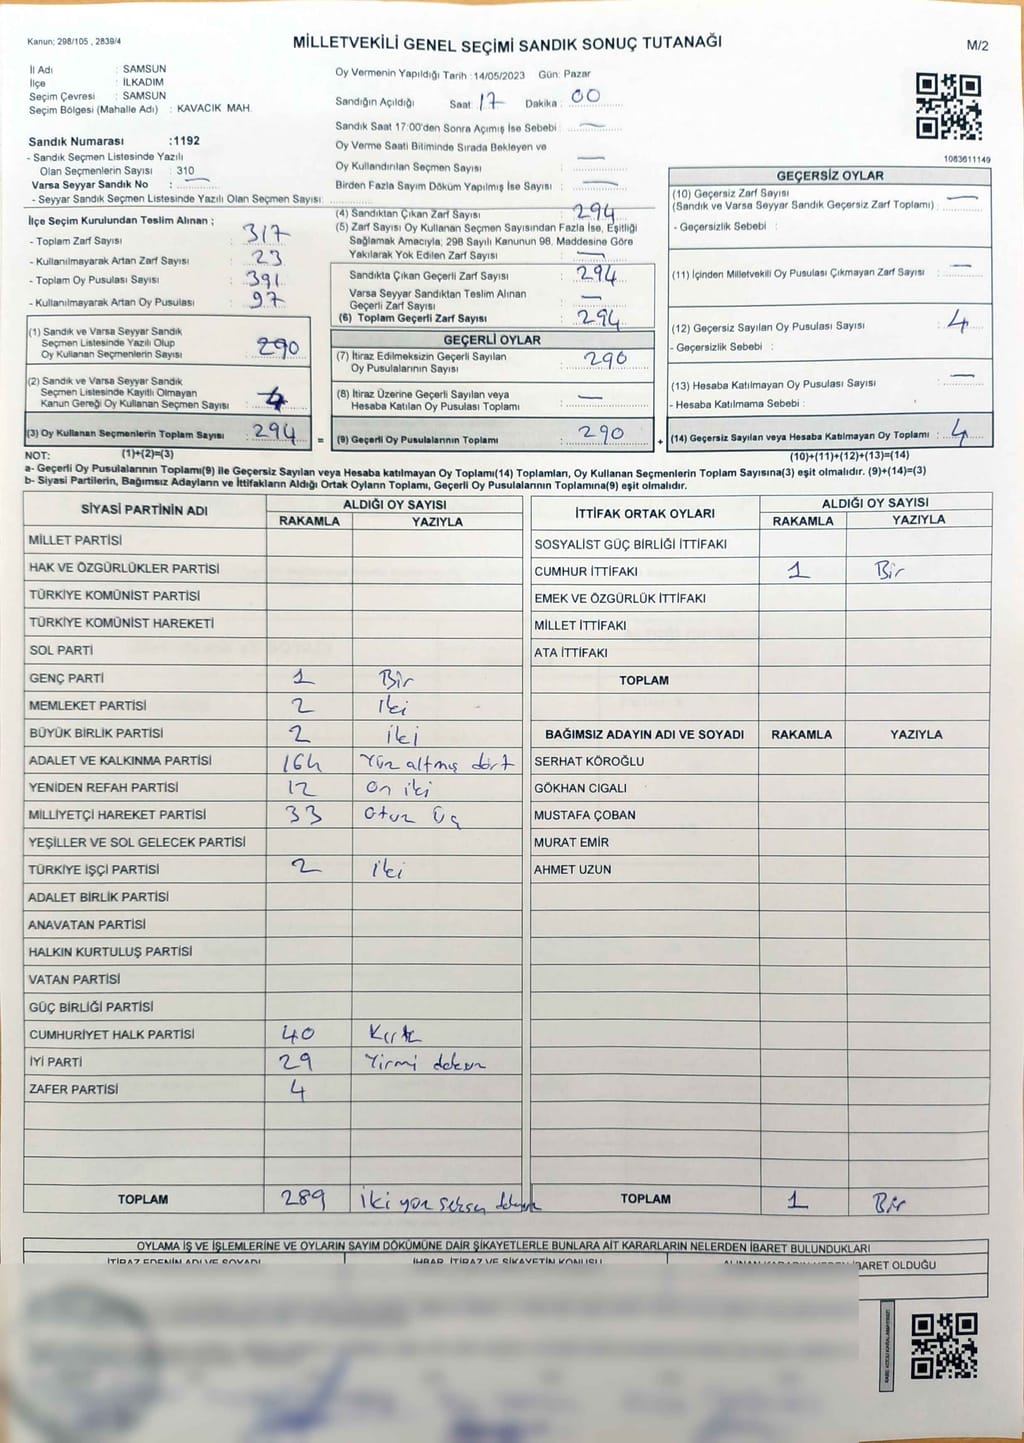 Kanun; 298/105 , 2839/4
MİLLETVEKİLİ GENEL SEÇİMİ SANDIK SONUÇ TUTANAĞI
M/2
İl Adı : SAMSUN
İlçe : İLKADIM
Seçim Çevresi : SAMSUN
Seçim Bölgesi (Mahalle Adı) : KAVACIK MAH.
Sandık Numarası :1192
- Sandık Seçmen Listesinde Yazılı
Olan Seçmenlerin Sayısı : 310
Varsa Seyyar Sandık No : —
- Seyyar Sandık Seçmen Listesinde Yazılı Olan Seçmen Sayısı:
Oy Vermenin Yapıldığı Tarih :14/05/2023 Gün: Pazar
Sandığın Açıldığı Saat 17 Dakika : 00
Sandık Saat 17:00'den Sonra Açımış İse Sebebi : —
Oy Verme Saati Bitiminde Sırada Bekleyen ve
Oy Kullandırılan Seçmen Sayısı : —
Birden Fazla Sayım Döküm Yapılmış İse Sayısı : —
1083611149
İlçe Seçim Kurulundan Teslim Alınan ;
- Toplam Zarf Sayısı : 317
- Kullanılmayarak Artan Zarf Sayısı : 23
- Toplam Oy Pusulası Sayısı : 391
- Kullanılmayarak Artan Oy Pusulası : 97
(1) Sandık ve Varsa Seyyar Sandık
Seçmen Listesinde Yazılı Olup
Oy Kullanan Seçmenlerin Sayısı : 290
(2) Sandık ve Varsa Seyyar Sandık
Seçmen Listesinde Kayıtlı Olmayan
Kanun Gereği Oy Kullanan Seçmen Sayısı : 4
(3) Oy Kullanan Seçmenlerin Toplam Sayısı : 294 =
(1)+(2)=(3)
(4) Sandıktan Çıkan Zarf Sayısı : 294
(5) Zarf Sayısı Oy Kullanan Seçmen Sayısından Fazla İse, Eşitliği
Sağlamak Amacıyla; 298 Sayılı Kanunun 98. Maddesine Göre
Yakılarak Yok Edilen Zarf Sayısı : —
Sandıkta Çıkan Geçerli Zarf Sayısı : 294
Varsa Seyyar Sandıktan Teslim Alınan
Geçerli Zarf Sayısı : —
(6) Toplam Geçerli Zarf Sayısı : 294
GEÇERLİ OYLAR
(7) İtiraz Edilmeksizin Geçerli Sayılan
Oy Pusulalarının Sayısı : 290
(8) İtiraz Üzerine Geçerli Sayılan veya
Hesaba Katılan Oy Pusulası Toplamı : —
(9) Geçerli Oy Pusulalarının Toplamı : 290 +
GEÇERSİZ OYLAR
(10) Geçersiz Zarf Sayısı
(Sandık ve Varsa Seyyar Sandık Geçersiz Zarf Toplamı) : —
- Geçersizlik Sebebi :
(11) İçinden Milletvekili Oy Pusulası Çıkmayan Zarf Sayısı : —
(12) Geçersiz Sayılan Oy Pusulası Sayısı : 4
- Geçersizlik Sebebi :
(13) Hesaba Katılmayan Oy Pusulası Sayısı : —
- Hesaba Katılmama Sebebi :
(14) Geçersiz Sayılan veya Hesaba Katılmayan Oy Toplamı : 4
(10)+(11)+(12)+(13)=(14)
NOT:
a- Geçerli Oy Pusulalarının Toplamı(9) ile Geçersiz Sayılan veya Hesaba katılmayan Oy Toplamı(14) Toplamları, Oy Kullanan Seçmenlerin Toplam Sayısına(3) eşit olmalıdır. (9)+(14)=(3)
b- Siyasi Partilerin, Bağımsız Adayların ve İttifakların Aldığı Ortak Oyların Toplamı, Geçerli Oy Pusulalarının Toplamına(9) eşit olmalıdır.
SİYASİ PARTİNİN ADI ALDIĞI OY SAYISI
RAKAMLA YAZIYLA
MİLLET PARTİSİ
HAK VE ÖZGÜRLÜKLER PARTİSİ
TÜRKİYE KOMÜNİST PARTİSİ
TÜRKİYE KOMÜNİST HAREKETİ
SOL PARTİ
GENÇ PARTİ 1 Bir
MEMLEKET PARTİSİ 2 İki
BÜYÜK BİRLİK PARTİSİ 2 iki
ADALET VE KALKINMA PARTİSİ 164 Yüz altmış dört
YENİDEN REFAH PARTİSİ 12 On iki
MİLLİYETÇİ HAREKET PARTİSİ 33 Otuz Üç
YEŞİLLER VE SOL GELECEK PARTİSİ
TÜRKİYE İŞÇİ PARTİSİ 2 iki
ADALET BİRLİK PARTİSİ
ANAVATAN PARTİSİ
HALKIN KURTULUŞ PARTİSİ
VATAN PARTİSİ
GÜÇ BİRLİĞİ PARTİSİ
CUMHURİYET HALK PARTİSİ 40 Kırk
İYİ PARTİ 29 Yirmi dokuz
ZAFER PARTİSİ 4
TOPLAM 289 İki yüz seksen dokuz
İTTİFAK ORTAK OYLARI ALDIĞI OY SAYISI
RAKAMLA YAZIYLA
SOSYALİST GÜÇ BİRLİĞİ İTTİFAKI
CUMHUR İTTİFAKI 1 Bir
EMEK VE ÖZGÜRLÜK İTTİFAKI
MİLLET İTTİFAKI
ATA İTTİFAKI
TOPLAM
BAĞIMSIZ ADAYIN ADI VE SOYADI RAKAMLA YAZIYLA
SERHAT KÖROĞLU
GÖKHAN CIGALI
MUSTAFA ÇOBAN
MURAT EMİR
AHMET UZUN
TOPLAM 1 Bir
OYLAMA İŞ VE İŞLEMLERİNE VE OYLARIN SAYIM DÖKÜMÜNE DAİR ŞİKAYETLERLE BUNLARA AİT KARARLARIN NELERDEN İBARET BULUNDUKLARI
İTİRAZ EDENİN ADI VE SOYADI İHBAR, İTİRAZ VE ŞİKAYETİN KONUSU ALINAN KARARIN NEDEN İBARET OLDUĞU